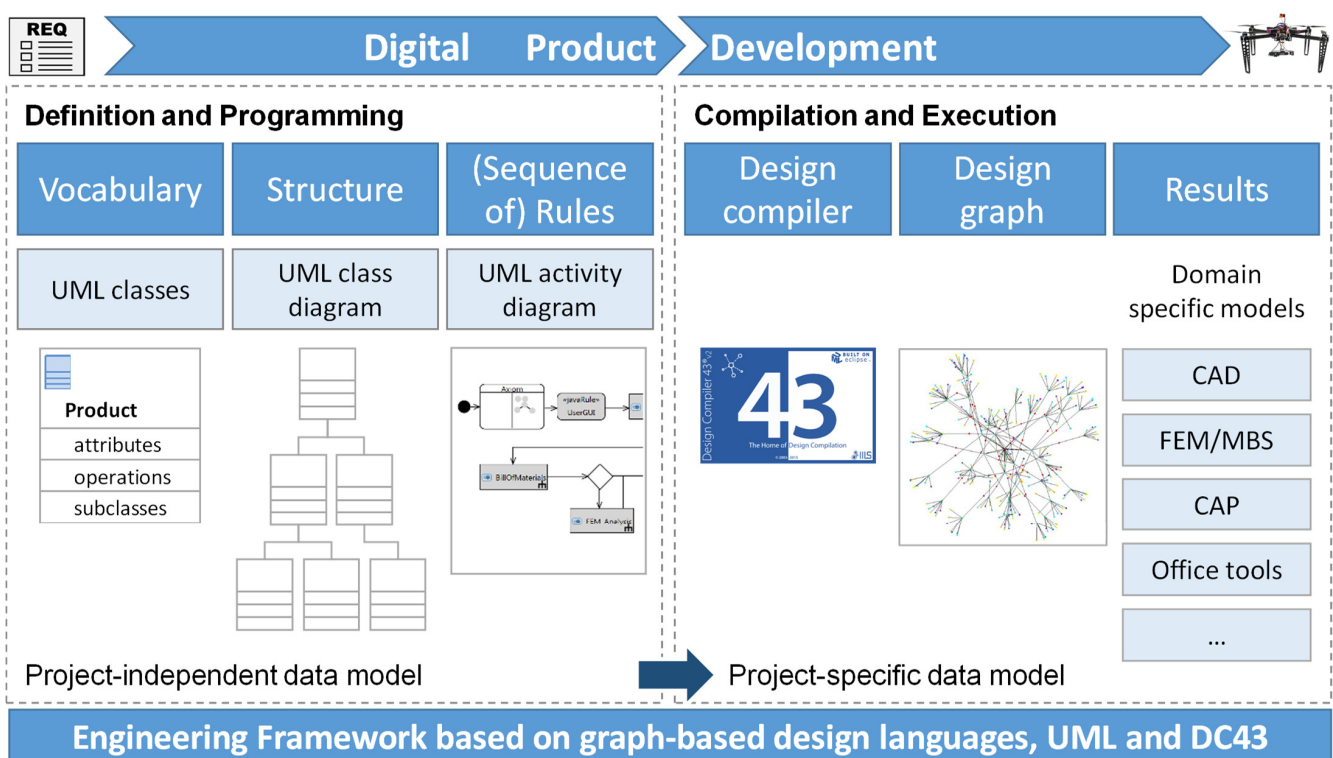 REQ
Digital Product Development
Definition and Programming
Compilation and Execution
Vocabulary
Structure
(Sequence
of) Rules
Design
compiler
Design
graph
Results
UML classes
UML class
diagram
UML activity
diagram
Domain
specific models
Product
attributes
operations
subclasses
«javaRule»
UserGUI
BillOfMaterials
FEM_Analysis
Design Compiler 43® v2
BUILT ON
eclipse
43
The Home of Design Compilation
IILS
CAD
FEM/MBS
CAP
Office tools
...
Project-independent data model
Project-specific data model
Engineering Framework based on graph-based design languages, UML and DC43